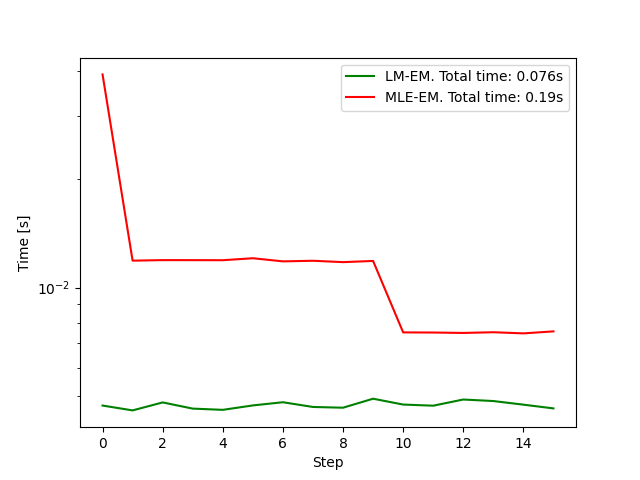 LM-EM. Total time: 0.076s
MLE-EM. Total time: 0.19s
Time [s]
10⁻²
0 2 4 6 8 10 12 14
Step